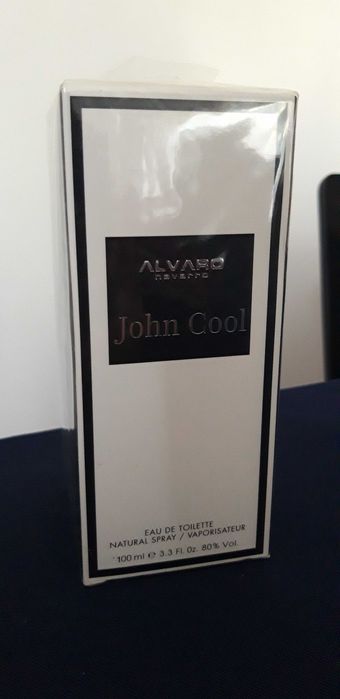 ALVARO
navarro
John Cool
EAU DE TOILETTE
NATURAL SPRAY / VAPORISATEUR
100 ml e 3.3 Fl. Oz. 80% Vol.